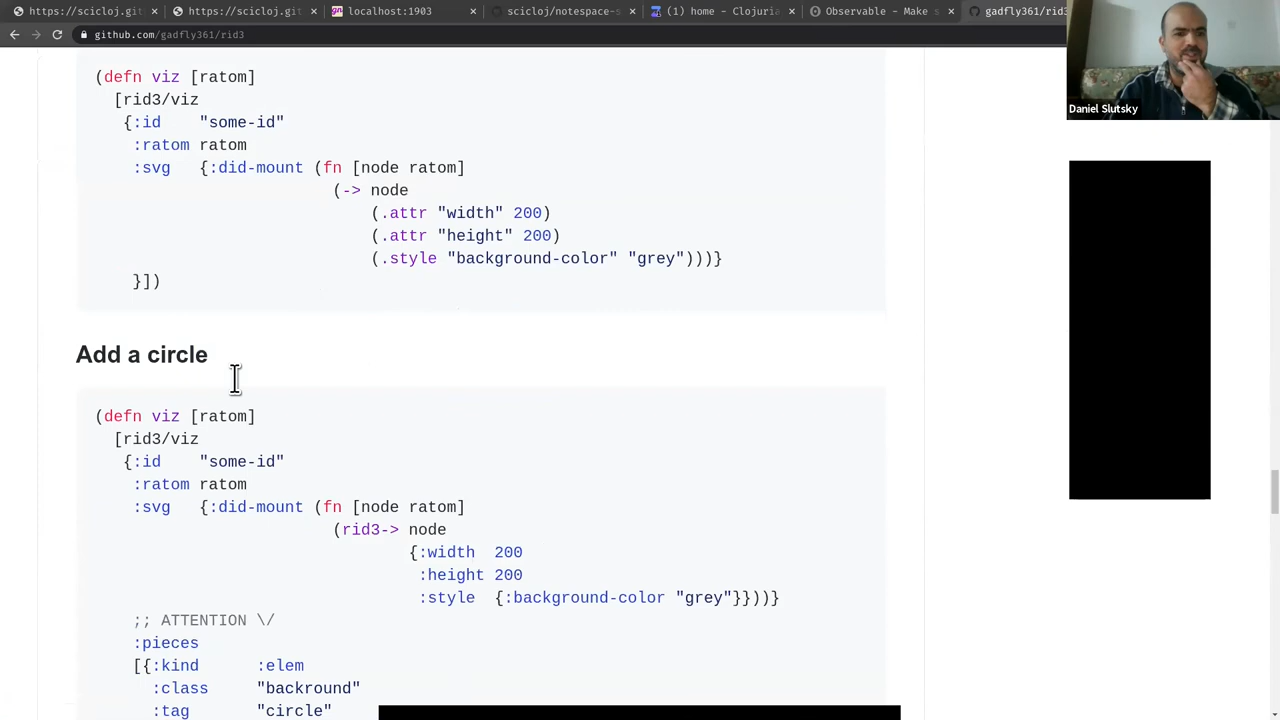 https://scicloj.git
https://scicloj.git
localhost:1903
scicloj/notespace-s
(1) home - Clojuria
Observable - Make s
gadfly361/rid3
github.com/gadfly361/rid3
Daniel Slutsky
(defn viz [ratom]
[rid3/viz
{:id "some-id"
:ratom ratom
:svg {:did-mount (fn [node ratom]
(-> node
(.attr "width" 200)
(.attr "height" 200)
(.style "background-color" "grey")))}
}])
Add a circle
(defn viz [ratom]
[rid3/viz
{:id "some-id"
:ratom ratom
:svg {:did-mount (fn [node ratom]
(rid3-> node
{:width 200
:height 200
:style {:background-color "grey"}}))}
;; ATTENTION \/
:pieces
[{:kind :elem
:class "backround"
:tag "circle"